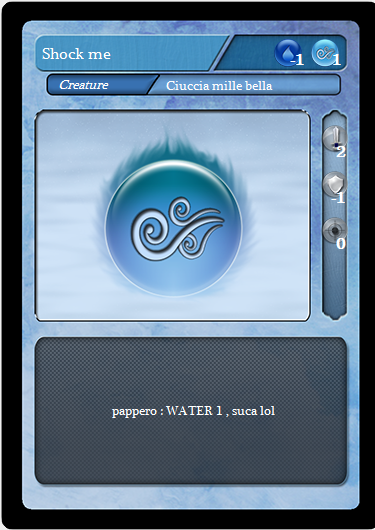 Shock me
-1 1
Creature Ciuccia mille bella
2
-1
0
pappero : WATER 1 , suca lol